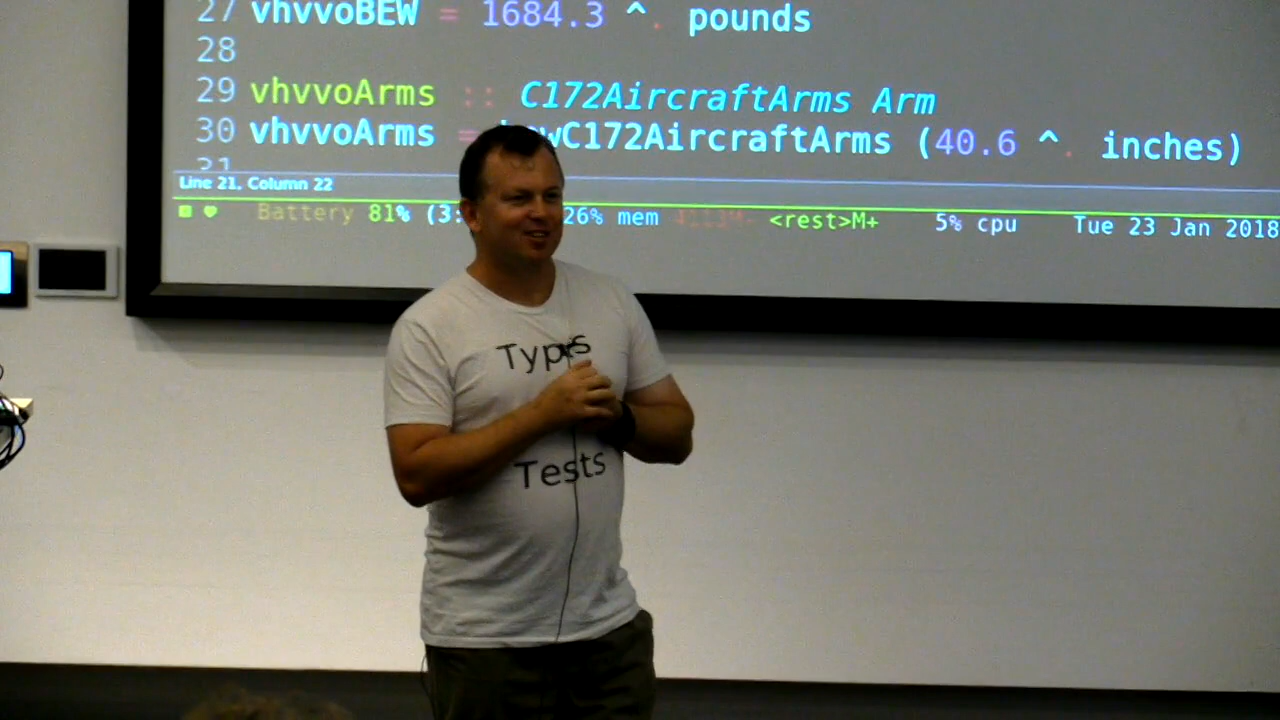 27 vhvvoBEW = 1684.3 ^. pounds
28
29 vhvvoArms :: C172AircraftArms Arm
30 vhvvoArms = C172AircraftArms (40.6 ^. inches)
31
Line 21, Column 22
Battery 81% (3: 26% mem <rest>M+ 5% cpu Tue 23 Jan 2018
Types
Tests